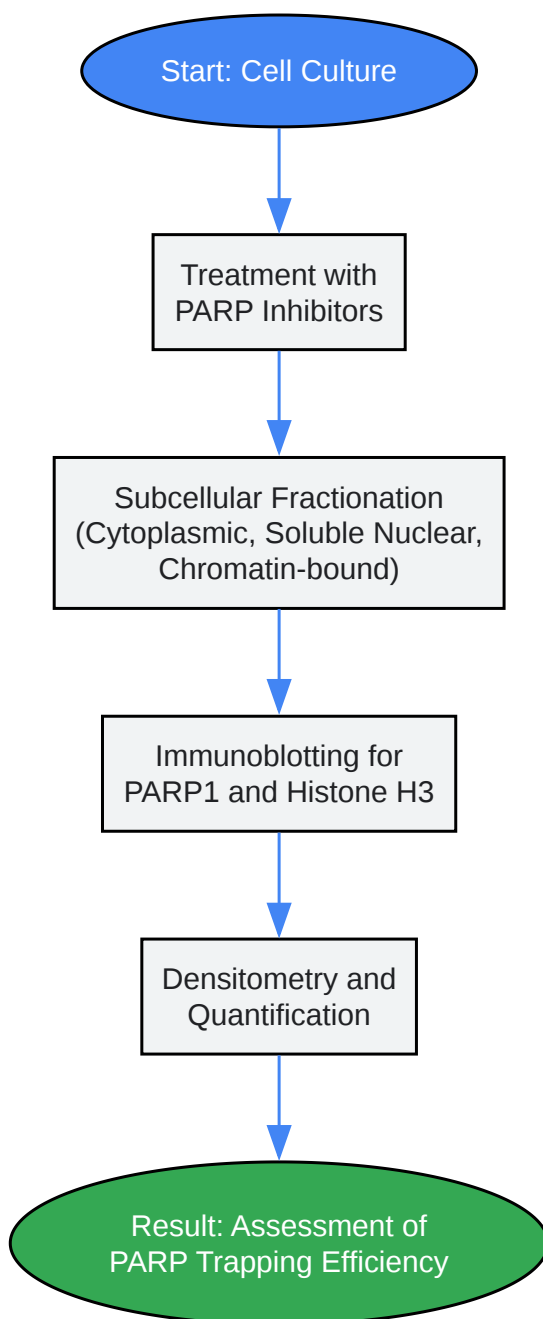 Start: Cell Culture
Treatment with
PARP Inhibitors
Subcellular Fractionation
(Cytoplasmic, Soluble Nuclear,
Chromatin-bound)
Immunoblotting for
PARP1 and Histone H3
Densitometry and
Quantification
Result: Assessment of
PARP Trapping Efficiency